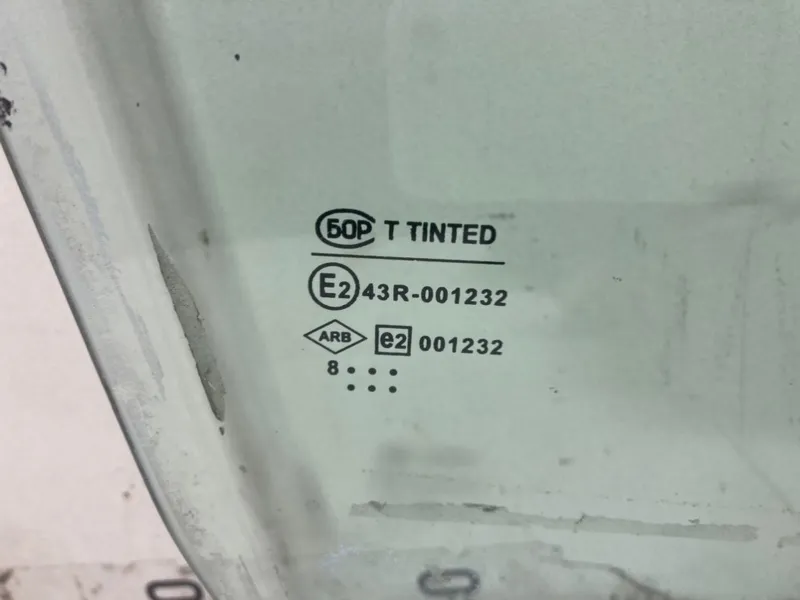 БОР T TINTED
E2 43R-001232
ARB e2 001232
8